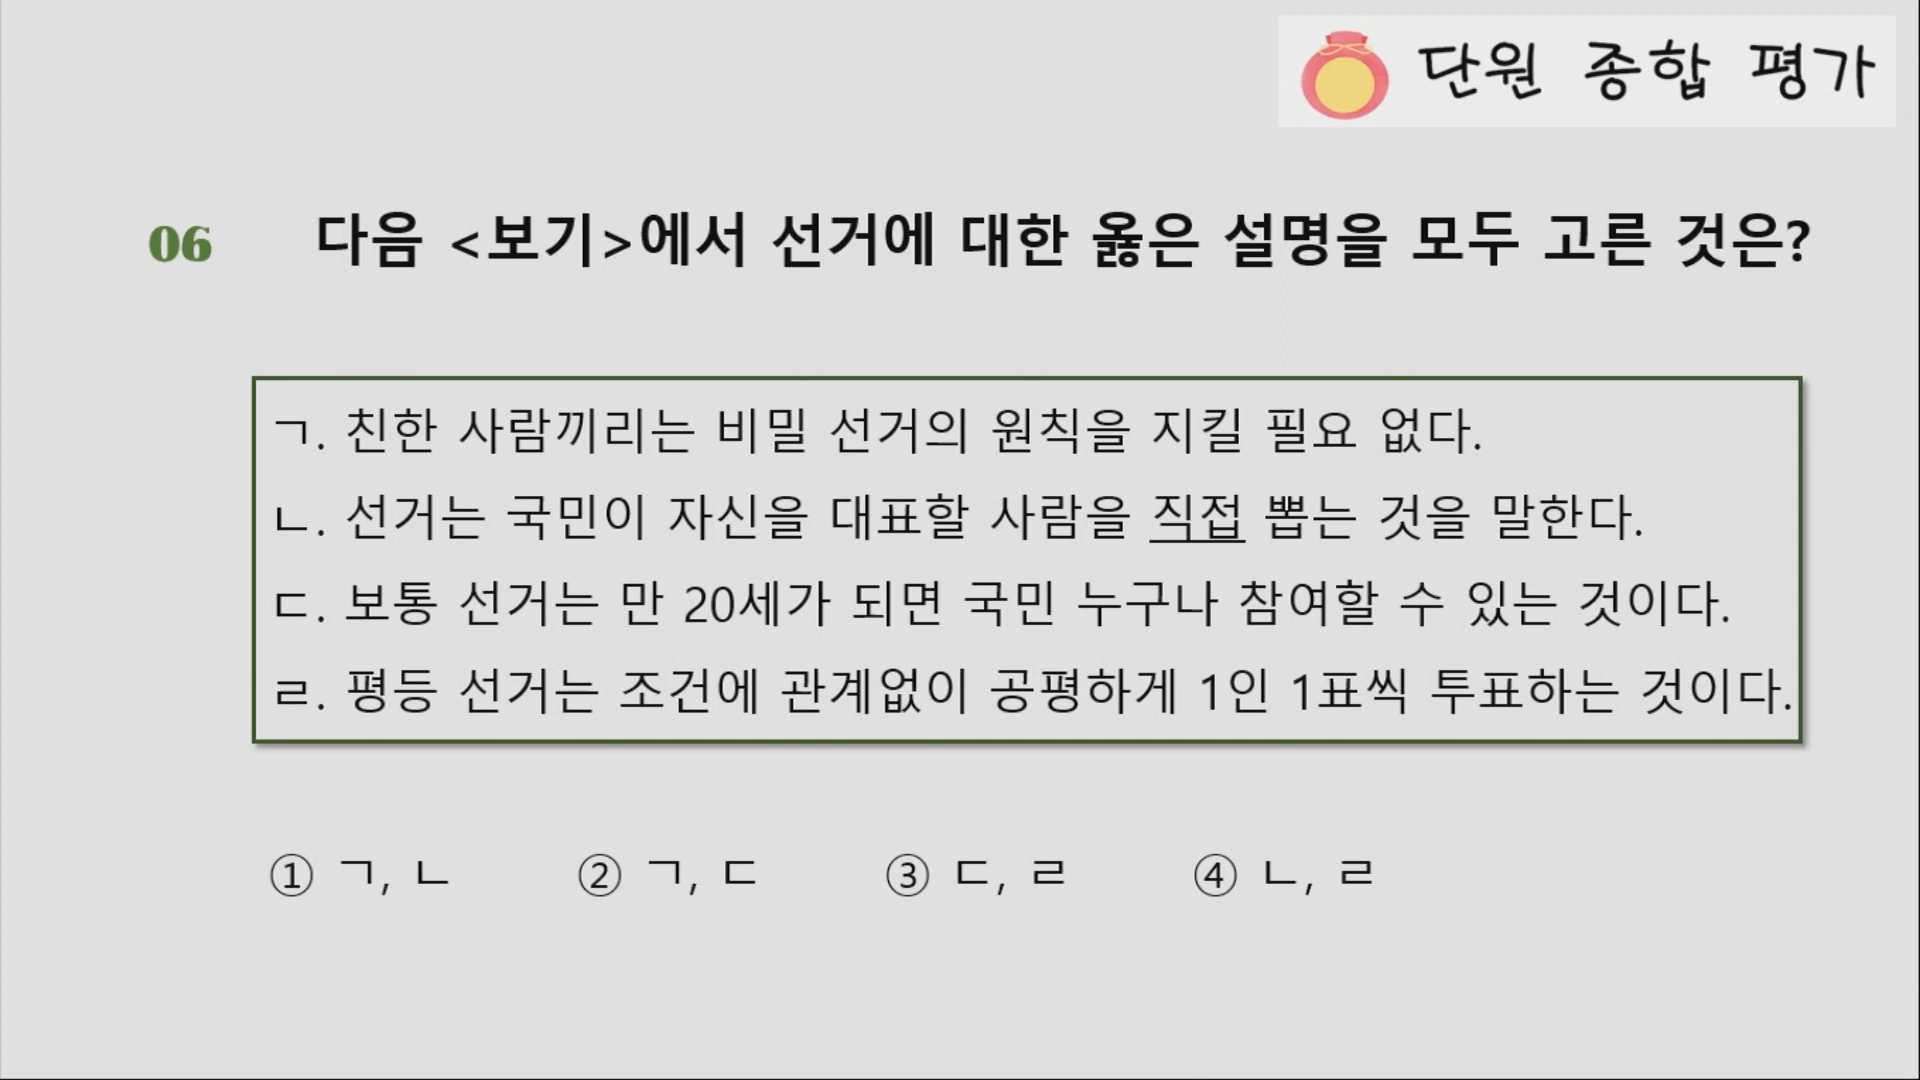 단원 종합 평가
06 다음 <보기>에서 선거에 대한 옳은 설명을 모두 고른 것은?
ㄱ. 친한 사람끼리는 비밀 선거의 원칙을 지킬 필요 없다.
ㄴ. 선거는 국민이 자신을 대표할 사람을 직접 뽑는 것을 말한다.
ㄷ. 보통 선거는 만 20세가 되면 국민 누구나 참여할 수 있는 것이다.
ㄹ. 평등 선거는 조건에 관계없이 공평하게 1인 1표씩 투표하는 것이다.
① ㄱ, ㄴ ② ㄱ, ㄷ ③ ㄷ, ㄹ ④ ㄴ, ㄹ